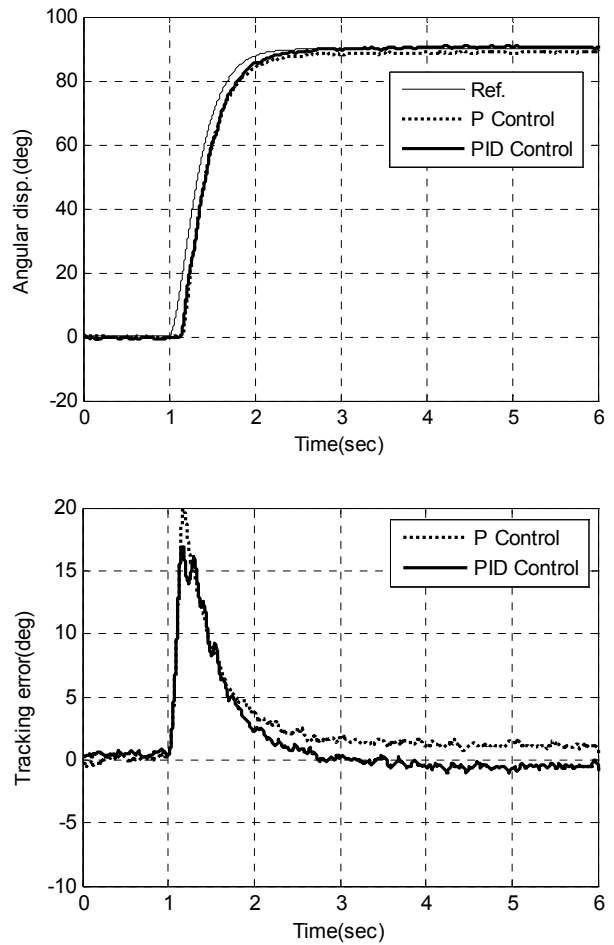 100
80
60
40
20
0
-20
Angular disp.(deg)
Ref.
P Control
PID Control
0 1 2 3 4 5 6
Time(sec)
20
15
10
5
0
-5
-10
Tracking error(deg)
P Control
PID Control
0 1 2 3 4 5 6
Time(sec)